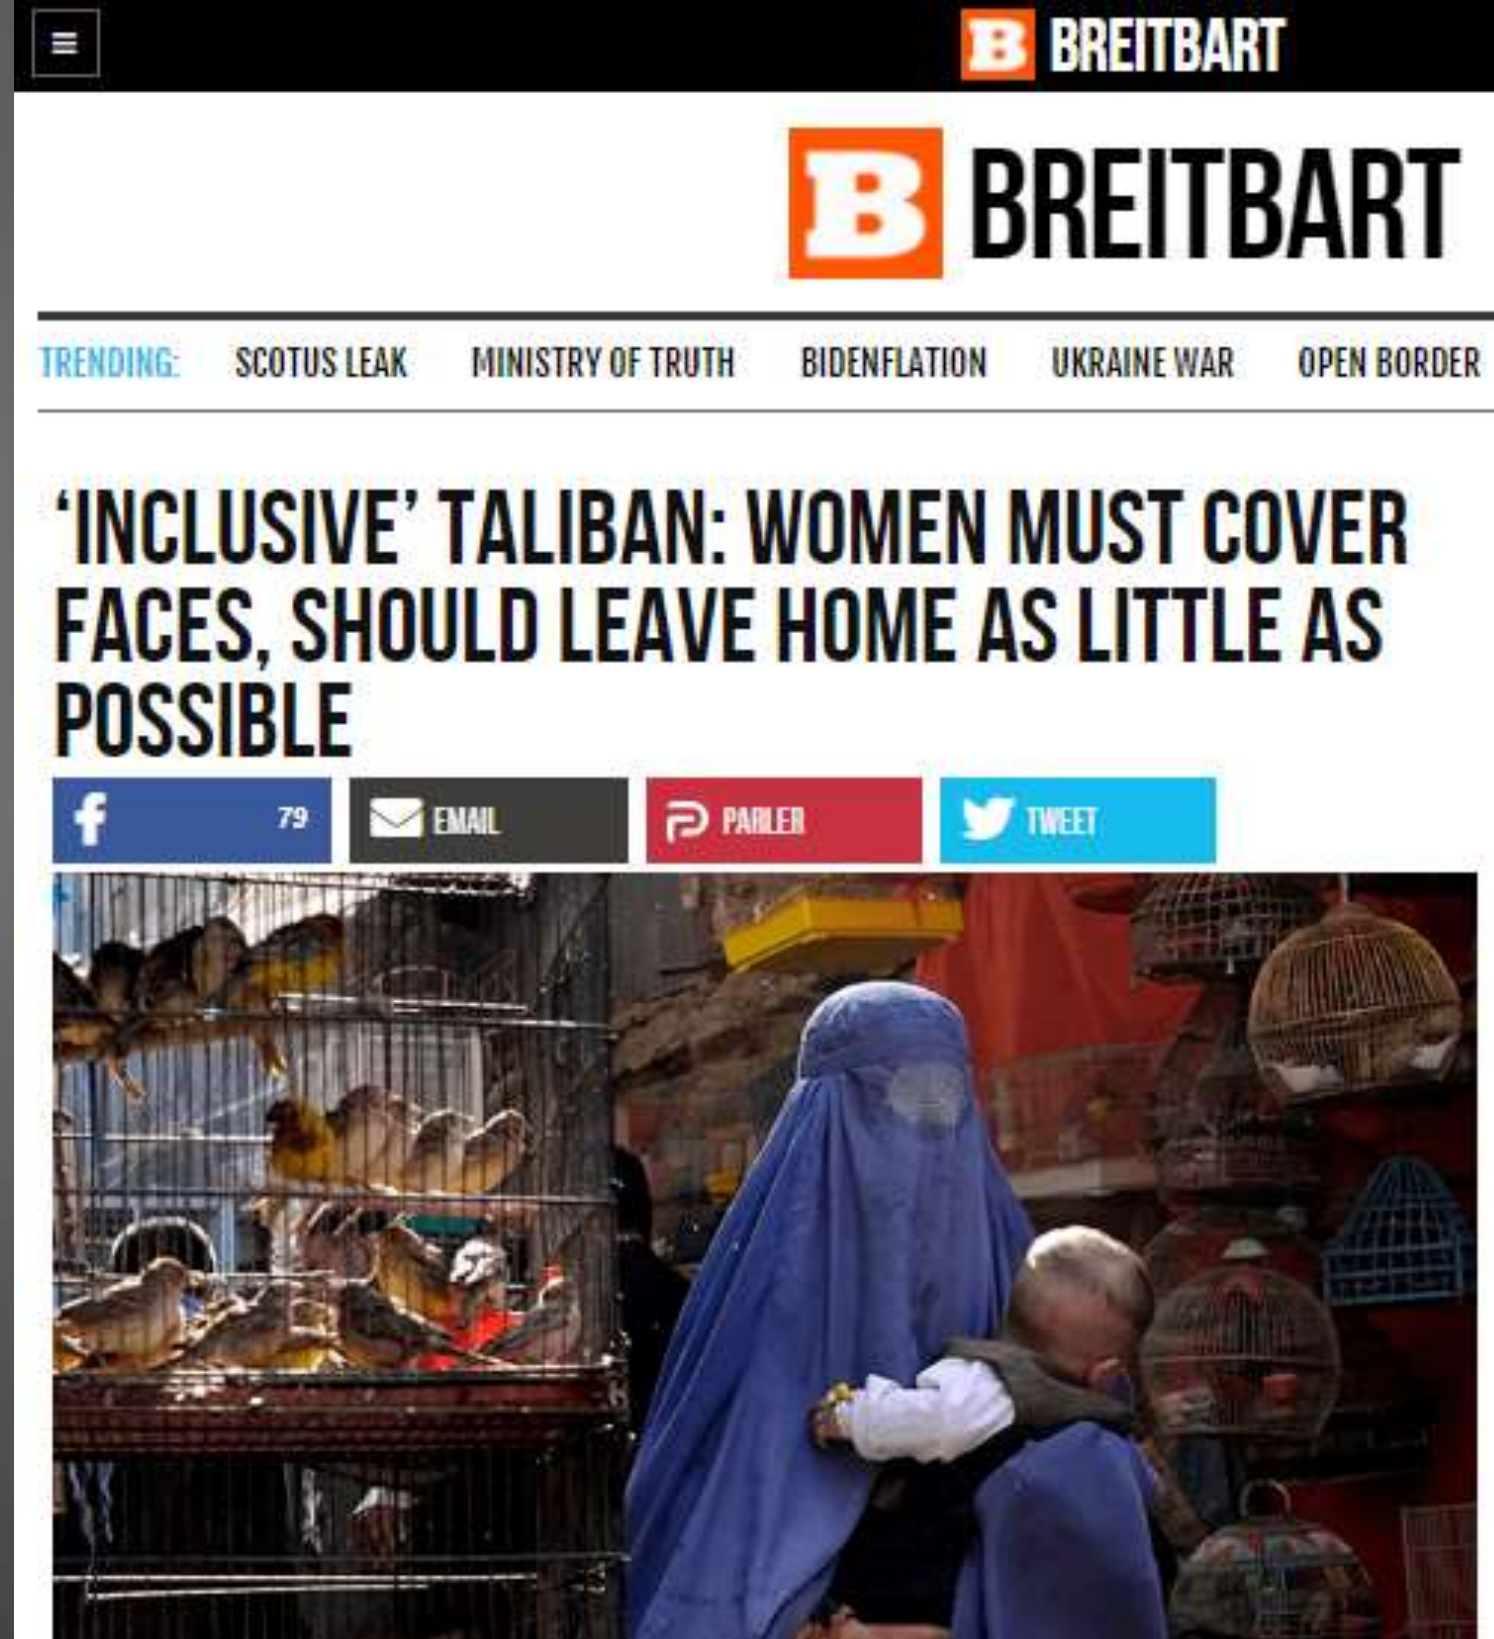 BREITBART
BREITBART
TRENDING: SCOTUS LEAK MINISTRY OF TRUTH BIDENFLATION UKRAINE WAR OPEN BORDER
‘INCLUSIVE’ TALIBAN: WOMEN MUST COVER
FACES, SHOULD LEAVE HOME AS LITTLE AS
POSSIBLE
79 EMAIL PARLER TWEET